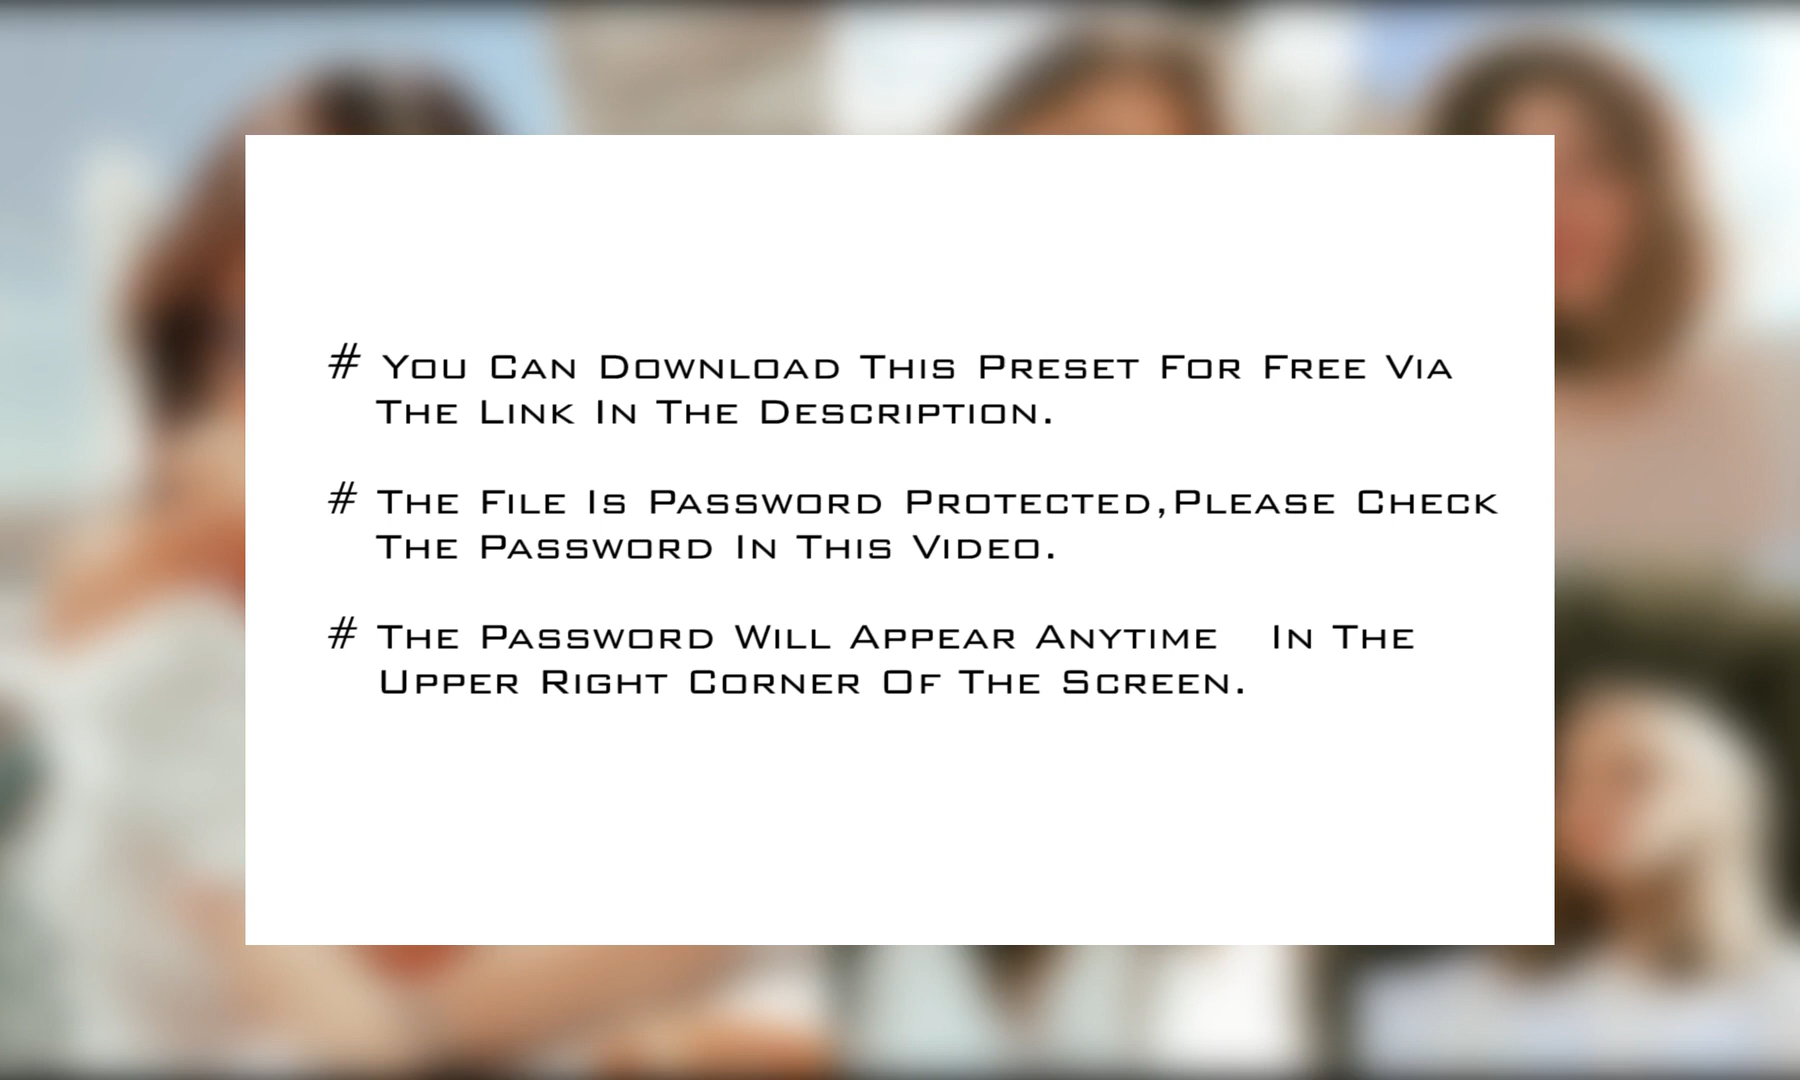 # You Can Download This Preset For Free Via
The Link In The Description.
# The File Is Password Protected,Please Check
The Password In This Video.
# The Password Will Appear Anytime In The
Upper Right Corner Of The Screen.